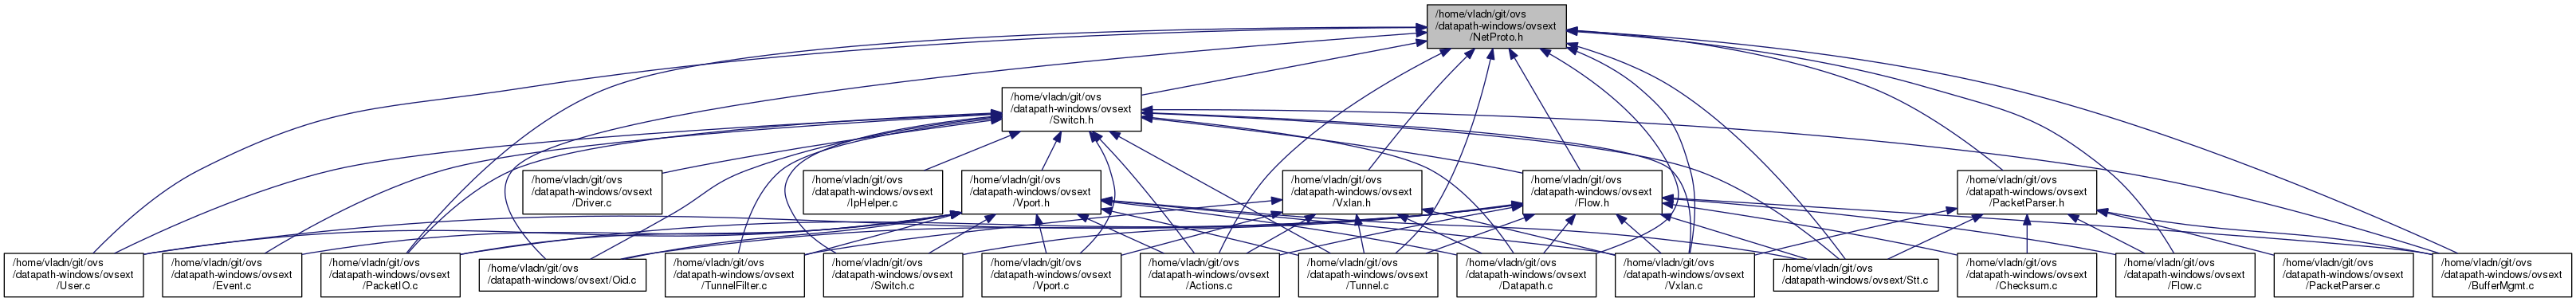 /home/vladn/git/ovs
/datapath-windows/ovsext
/NetProto.h
/home/vladn/git/ovs
/datapath-windows/ovsext
/Switch.h
/home/vladn/git/ovs
/datapath-windows/ovsext
/Driver.c
/home/vladn/git/ovs
/datapath-windows/ovsext
/IpHelper.c
/home/vladn/git/ovs
/datapath-windows/ovsext
/Vport.h
/home/vladn/git/ovs
/datapath-windows/ovsext
/Vxlan.h
/home/vladn/git/ovs
/datapath-windows/ovsext
/Flow.h
/home/vladn/git/ovs
/datapath-windows/ovsext
/PacketParser.h
/home/vladn/git/ovs
/datapath-windows/ovsext
/User.c
/home/vladn/git/ovs
/datapath-windows/ovsext
/Event.c
/home/vladn/git/ovs
/datapath-windows/ovsext
/PacketIO.c
/home/vladn/git/ovs
/datapath-windows/ovsext/Oid.c
/home/vladn/git/ovs
/datapath-windows/ovsext
/TunnelFilter.c
/home/vladn/git/ovs
/datapath-windows/ovsext
/Switch.c
/home/vladn/git/ovs
/datapath-windows/ovsext
/Vport.c
/home/vladn/git/ovs
/datapath-windows/ovsext
/Actions.c
/home/vladn/git/ovs
/datapath-windows/ovsext
/Tunnel.c
/home/vladn/git/ovs
/datapath-windows/ovsext
/Datapath.c
/home/vladn/git/ovs
/datapath-windows/ovsext
/Vxlan.c
/home/vladn/git/ovs
/datapath-windows/ovsext/Stt.c
/home/vladn/git/ovs
/datapath-windows/ovsext
/Checksum.c
/home/vladn/git/ovs
/datapath-windows/ovsext
/Flow.c
/home/vladn/git/ovs
/datapath-windows/ovsext
/PacketParser.c
/home/vladn/git/ovs
/datapath-windows/ovsext
/BufferMgmt.c